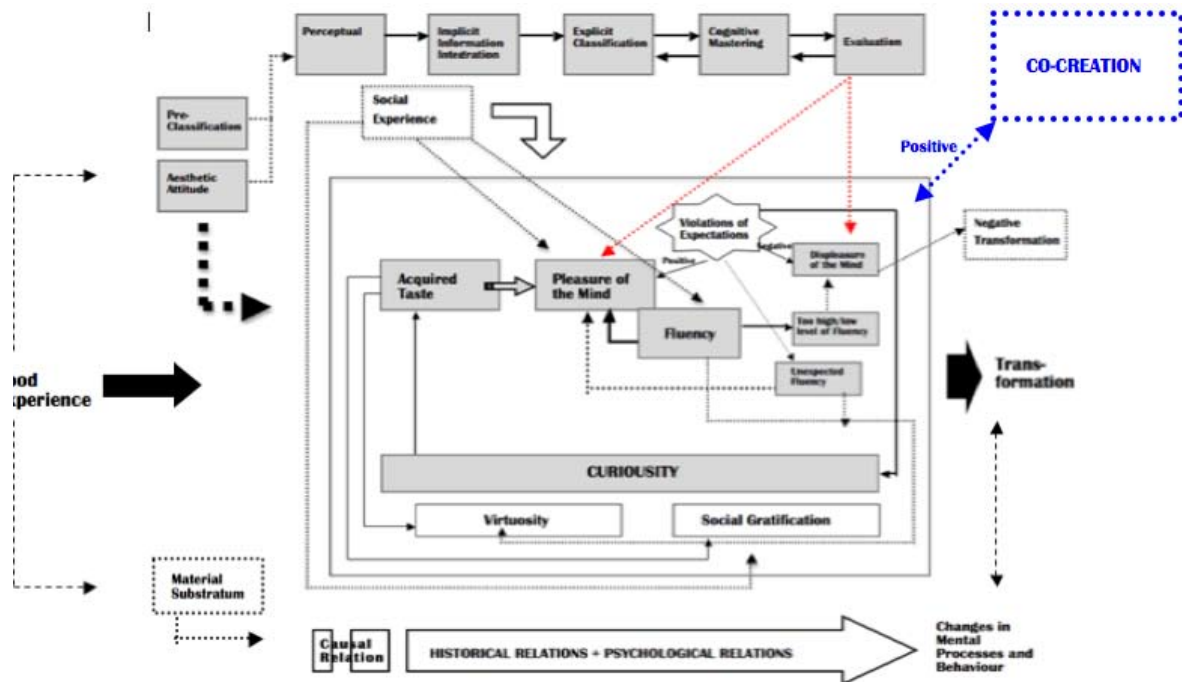 Perceptual
Implicit
Information
Integration
Explicit
Classification
Cognitive
Mastering
Evaluation
CO-CREATION
Social
Experience
Pre-
Classification
Positive
Aesthetic
Attitude
Violations of
Expectations
Negative
Transformation
Negative
Displeasure
of the Mind
Positive
Acquired
Taste
Pleasure of
the Mind
Fluency
Too high/low
level of Fluency
Unexpected
Fluency
ood
xperience
Trans-
formation
CURIOUSITY
Virtuosity
Social Gratification
Material
Substratum
Causal
Relation
HISTORICAL RELATIONS + PSYCHOLOGICAL RELATIONS
Changes in
Mental
Processes and
Behaviour